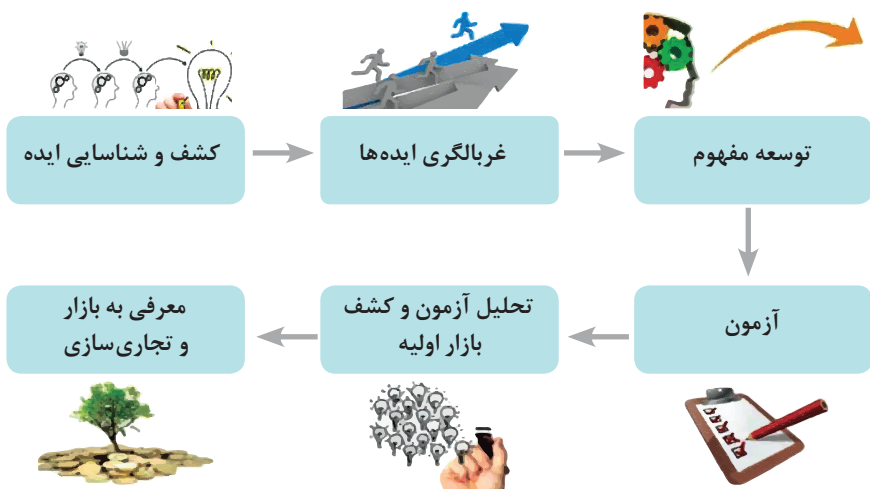 کشف و شناسایی ایده
غربالگری ایده‌ها
توسعه مفهوم
آزمون
تحلیل آزمون و کشف
بازار اولیه
معرفی به بازار
و تجاری‌سازی